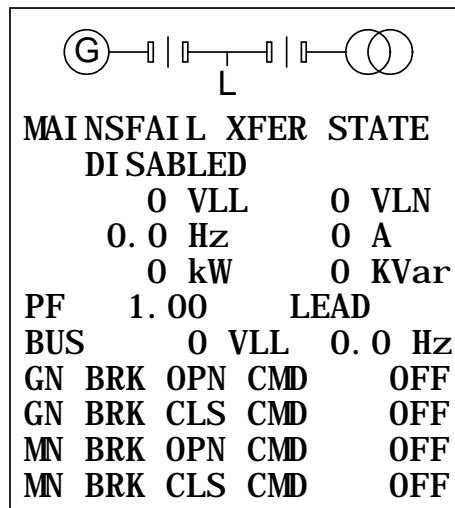 G
L
MAINSFAIL XFER STATE
DISABLED
0 VLL 0 VLN
0.0 Hz 0 A
0 kW 0 KVar
PF 1.00 LEAD
BUS 0 VLL 0.0 Hz
GN BRK OPN CMD OFF
GN BRK CLS CMD OFF
MN BRK OPN CMD OFF
MN BRK CLS CMD OFF